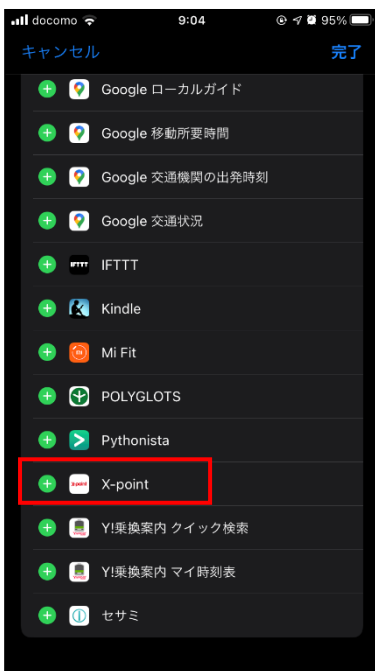 docomo 9:04 95%
キャンセル 完了
Google ローカルガイド
Google 移動所要時間
Google 交通機関の出発時刻
Google 交通状況
IFTTT IFTTT
Kindle
Mi Fit
POLYGLOTS
Pythonista
X-point X-point
Y!乗換案内 クイック検索
Y!乗換案内 マイ時刻表
セサミ